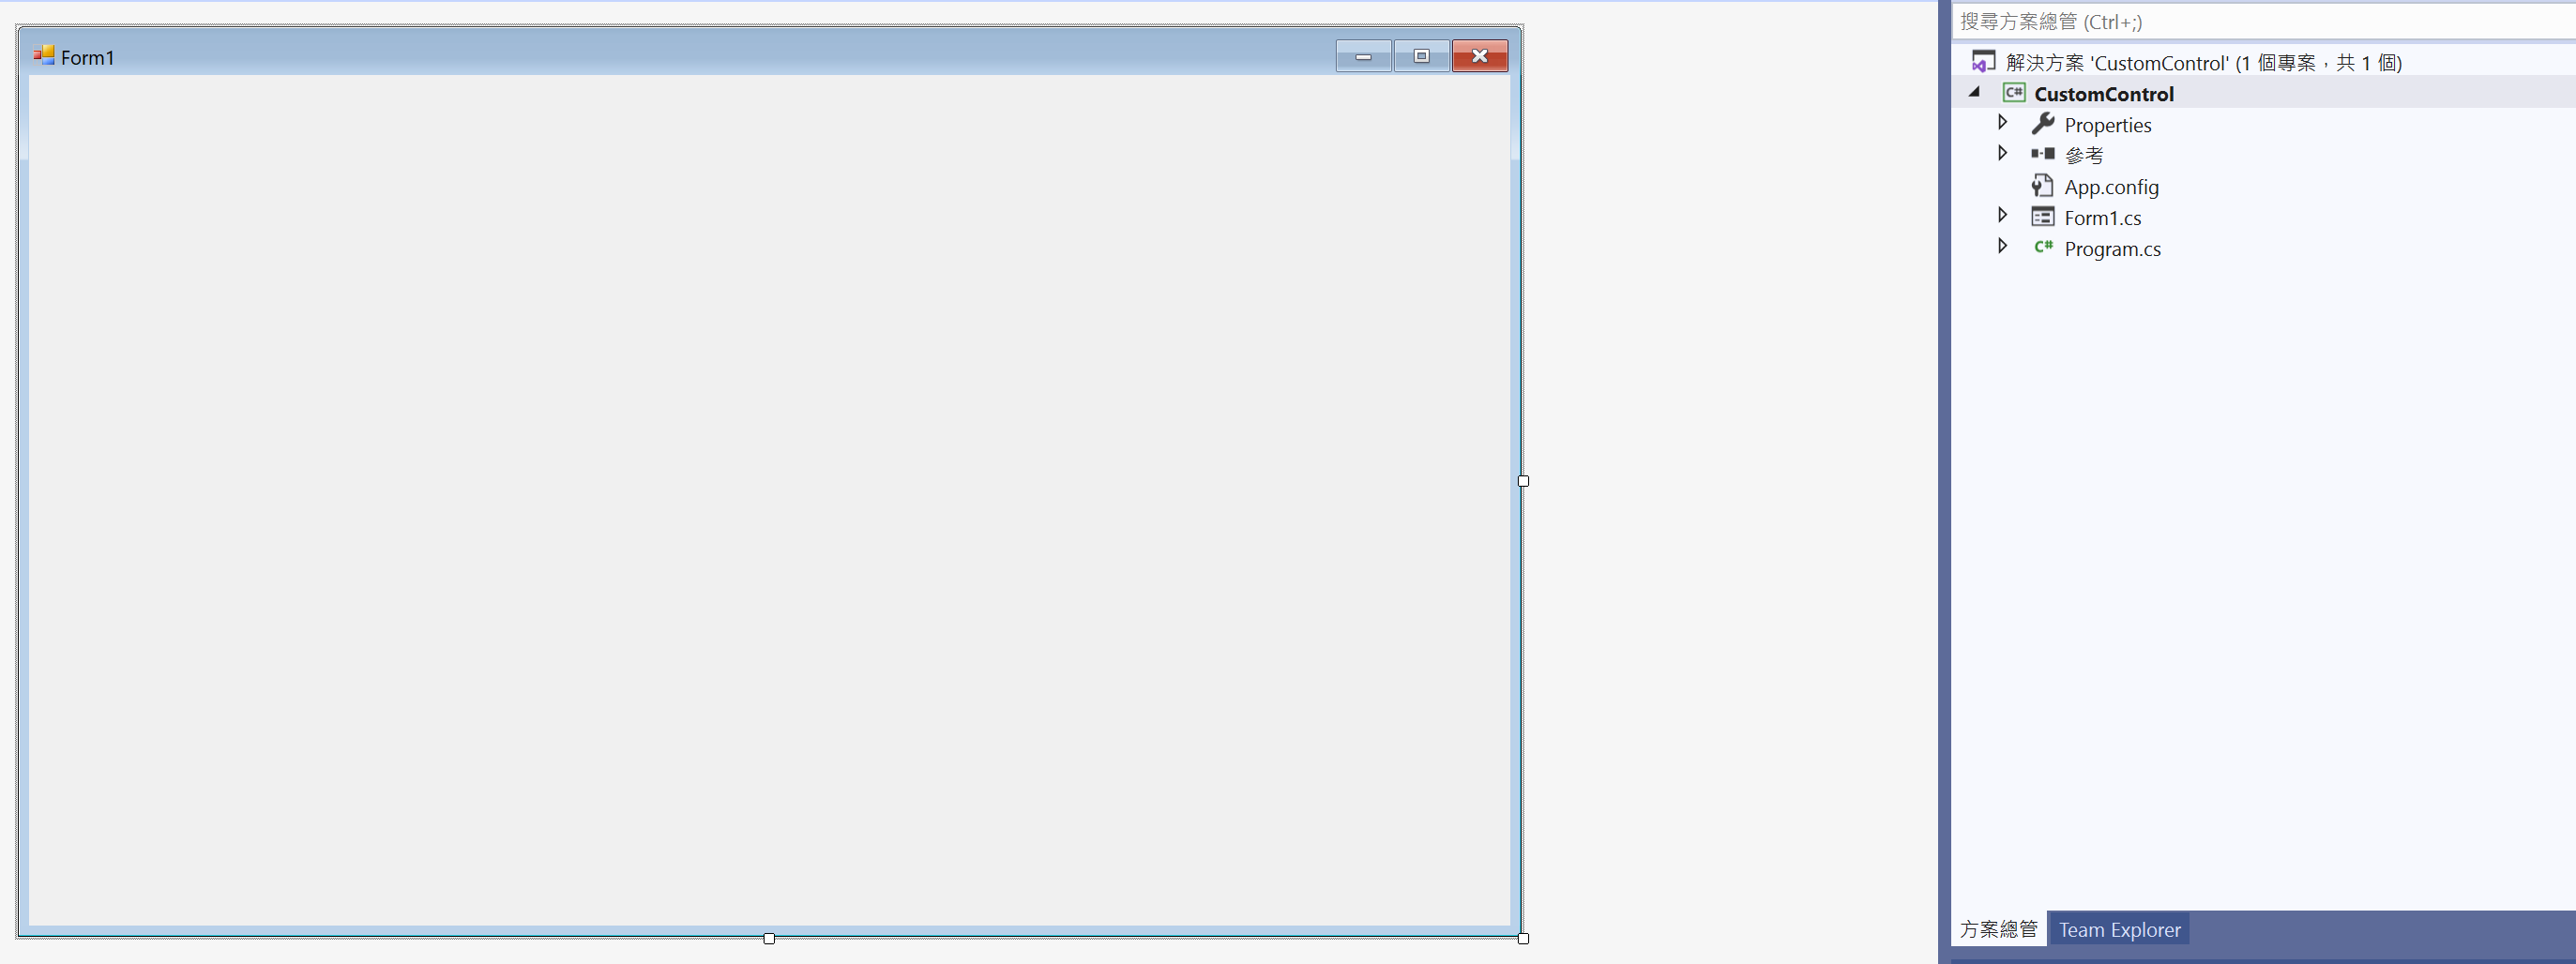 Form1
搜尋方案總管 (Ctrl+;)
解決方案 'CustomControl' (1 個專案，共 1 個)
C# CustomControl
Properties
參考
App.config
Form1.cs
C# Program.cs
方案總管 Team Explorer